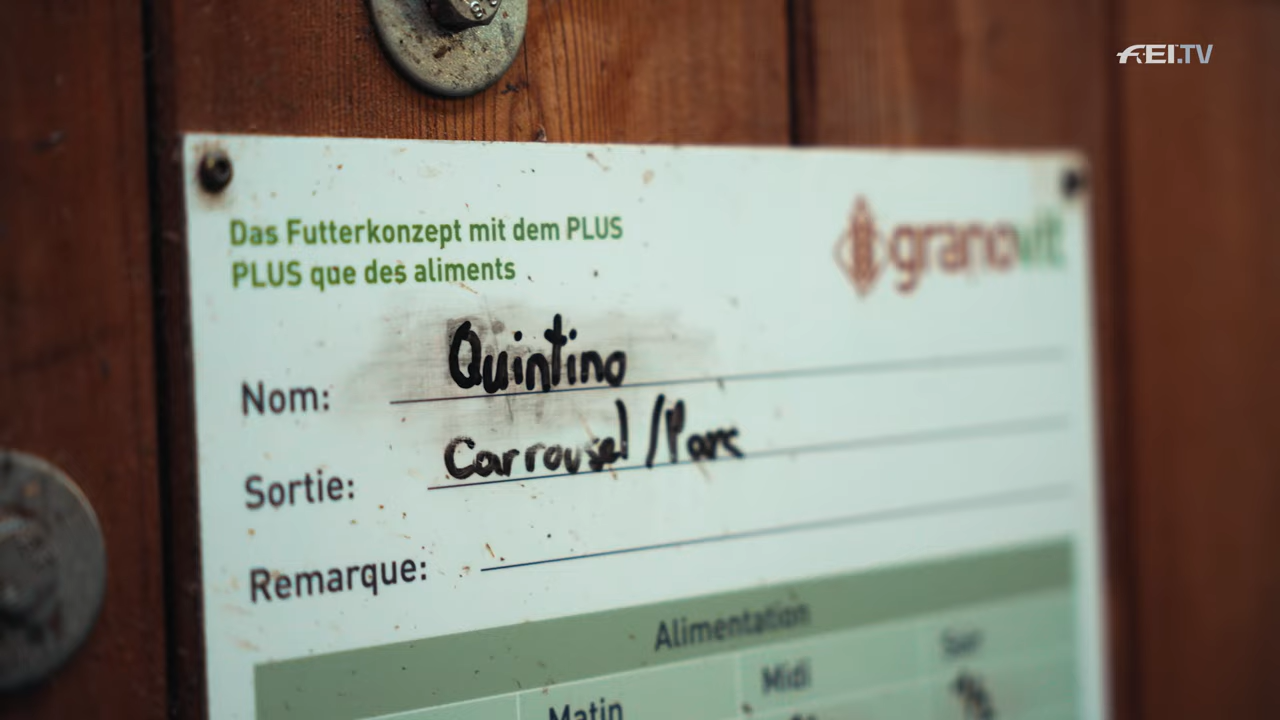 FEI.TV
Das Futterkonzept mit dem PLUS
PLUS que des aliments
granovit
Nom: Quintino
Sortie: Carrousel/Parc
Remarque:
Alimentation
Matin Midi Soir